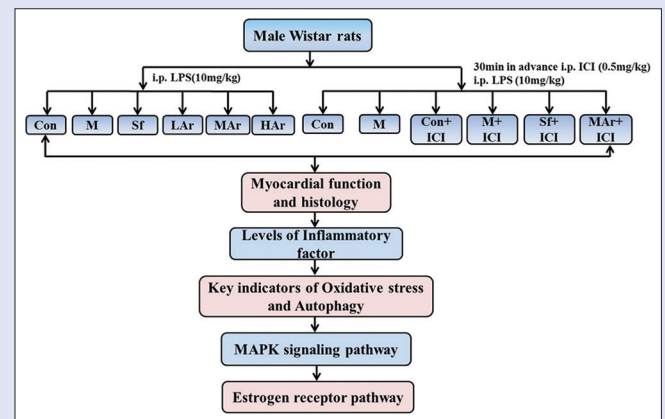 Male Wistar rats
i.p. LPS(10mg/kg)
30min in advance i.p. ICI (0.5mg/kg)
i.p. LPS (10mg/kg)
Con
M
Sf
LAr
MAr
HAr
Con
M
Con+
ICI
M+
ICI
Sf+
ICI
MAr+
ICI
Myocardial function
and histology
Levels of Inflammatory
factor
Key indicators of Oxidative stress
and Autophagy
MAPK signaling pathway
Estrogen receptor pathway